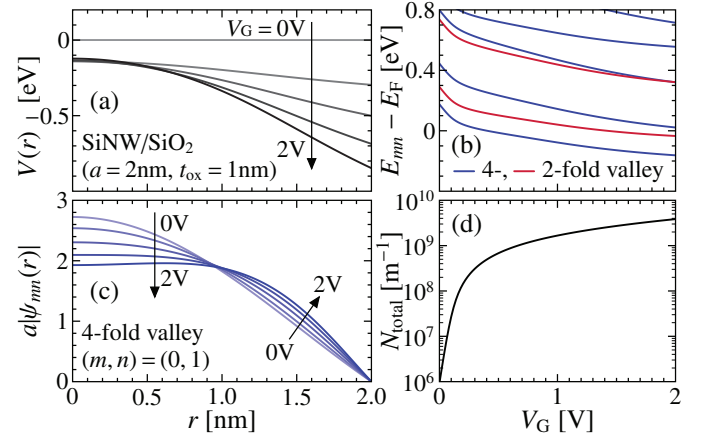 V_G = 0V
0
−0.5
V(r) [eV]
(a)
SiNW/SiO₂
(a = 2nm, t_ox = 1nm)
2V
0.8
0.4
0
E_mn − E_F [eV]
(b)
4-, 2-fold valley
3
2
1
0
a|ψ_mn(r)|
0V
2V
(c)
2V
0V
4-fold valley
(m, n) = (0, 1)
0 0.5 1.0 1.5 2.0
r [nm]
10¹⁰
10⁹
10⁸
10⁷
10⁶
N_total [m⁻¹]
(d)
0 1 2
V_G [V]